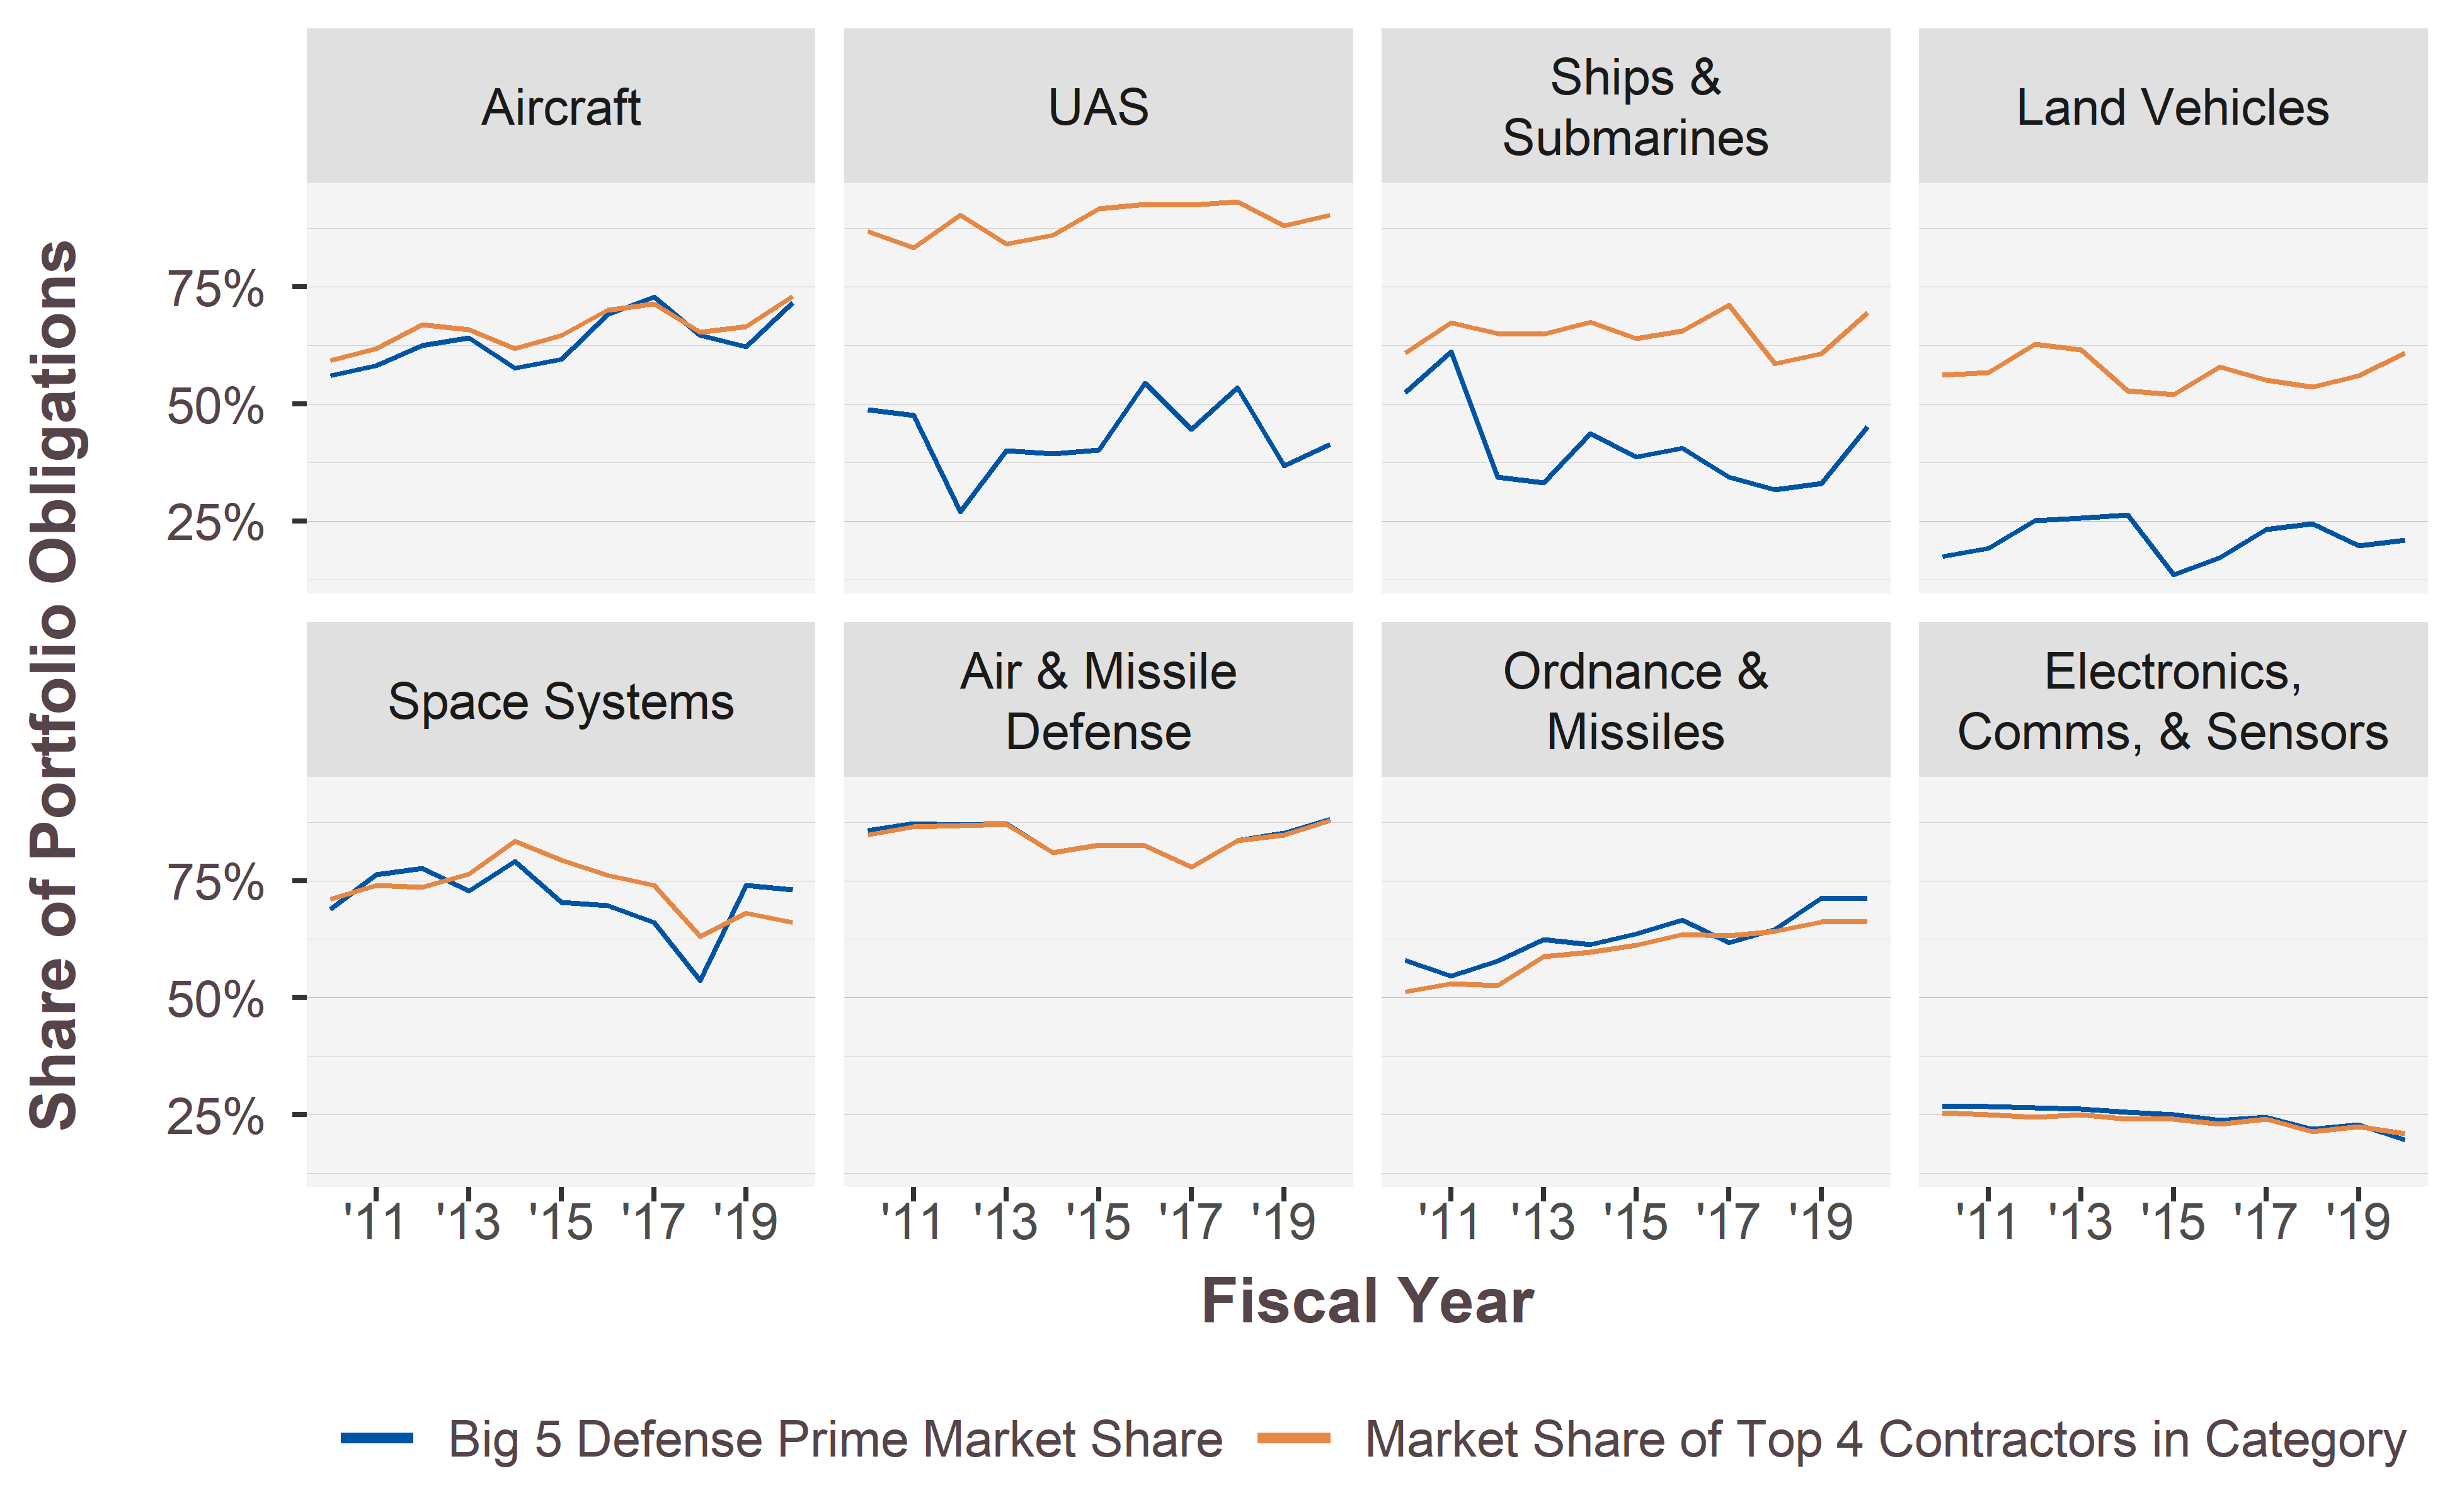 Aircraft
UAS
Ships &
Submarines
Land Vehicles
75%
50%
25%
Space Systems
Air & Missile
Defense
Ordnance &
Missiles
Electronics,
Comms, & Sensors
75%
50%
25%
'11 '13 '15 '17 '19
'11 '13 '15 '17 '19
'11 '13 '15 '17 '19
'11 '13 '15 '17 '19
Share of Portfolio Obligations
Fiscal Year
Big 5 Defense Prime Market Share
Market Share of Top 4 Contractors in Category